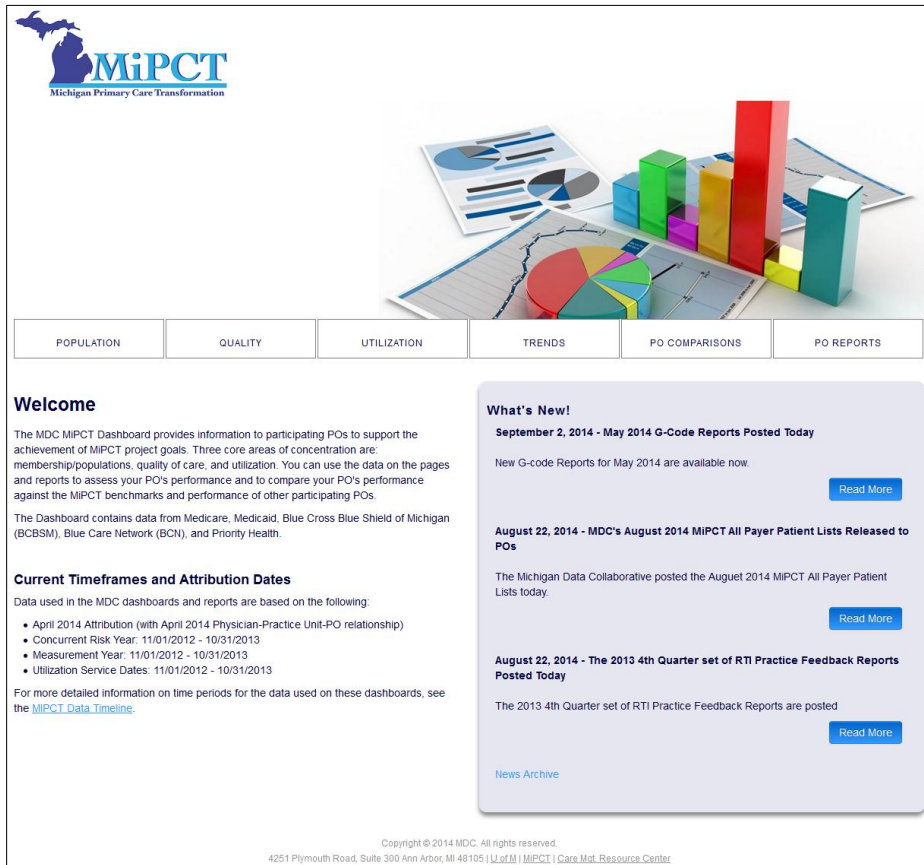 MiPCT
Michigan Primary Care Transformation
POPULATION
QUALITY
UTILIZATION
TRENDS
PO COMPARISONS
PO REPORTS
Welcome
The MDC MiPCT Dashboard provides information to participating POs to support the
achievement of MiPCT project goals. Three core areas of concentration are:
membership/populations, quality of care, and utilization. You can use the data on the pages
and reports to assess your PO's performance and to compare your PO's performance
against the MiPCT benchmarks and performance of other participating POs.
The Dashboard contains data from Medicare, Medicaid, Blue Cross Blue Shield of Michigan
(BCBSM), Blue Care Network (BCN), and Priority Health.
Current Timeframes and Attribution Dates
Data used in the MDC dashboards and reports are based on the following:
• April 2014 Attribution (with April 2014 Physician-Practice Unit-PO relationship)
• Concurrent Risk Year: 11/01/2012 - 10/31/2013
• Measurement Year: 11/01/2012 - 10/31/2013
• Utilization Service Dates: 11/01/2012 - 10/31/2013
For more detailed information on time periods for the data used on these dashboards, see
the MIPCT Data Timeline.
What's New!
September 2, 2014 - May 2014 G-Code Reports Posted Today
New G-code Reports for May 2014 are available now.
Read More
August 22, 2014 - MDC's August 2014 MiPCT All Payer Patient Lists Released to
POs
The Michigan Data Collaborative posted the Auguet 2014 MiPCT All Payer Patient
Lists today.
Read More
August 22, 2014 - The 2013 4th Quarter set of RTI Practice Feedback Reports
Posted Today
The 2013 4th Quarter set of RTI Practice Feedback Reports are posted
Read More
News Archive
Copyright © 2014 MDC. All rights reserved.
4251 Plymouth Road, Suite 300 Ann Arbor, MI 48105 | U of M | MiPCT | Care Mgt. Resource Center